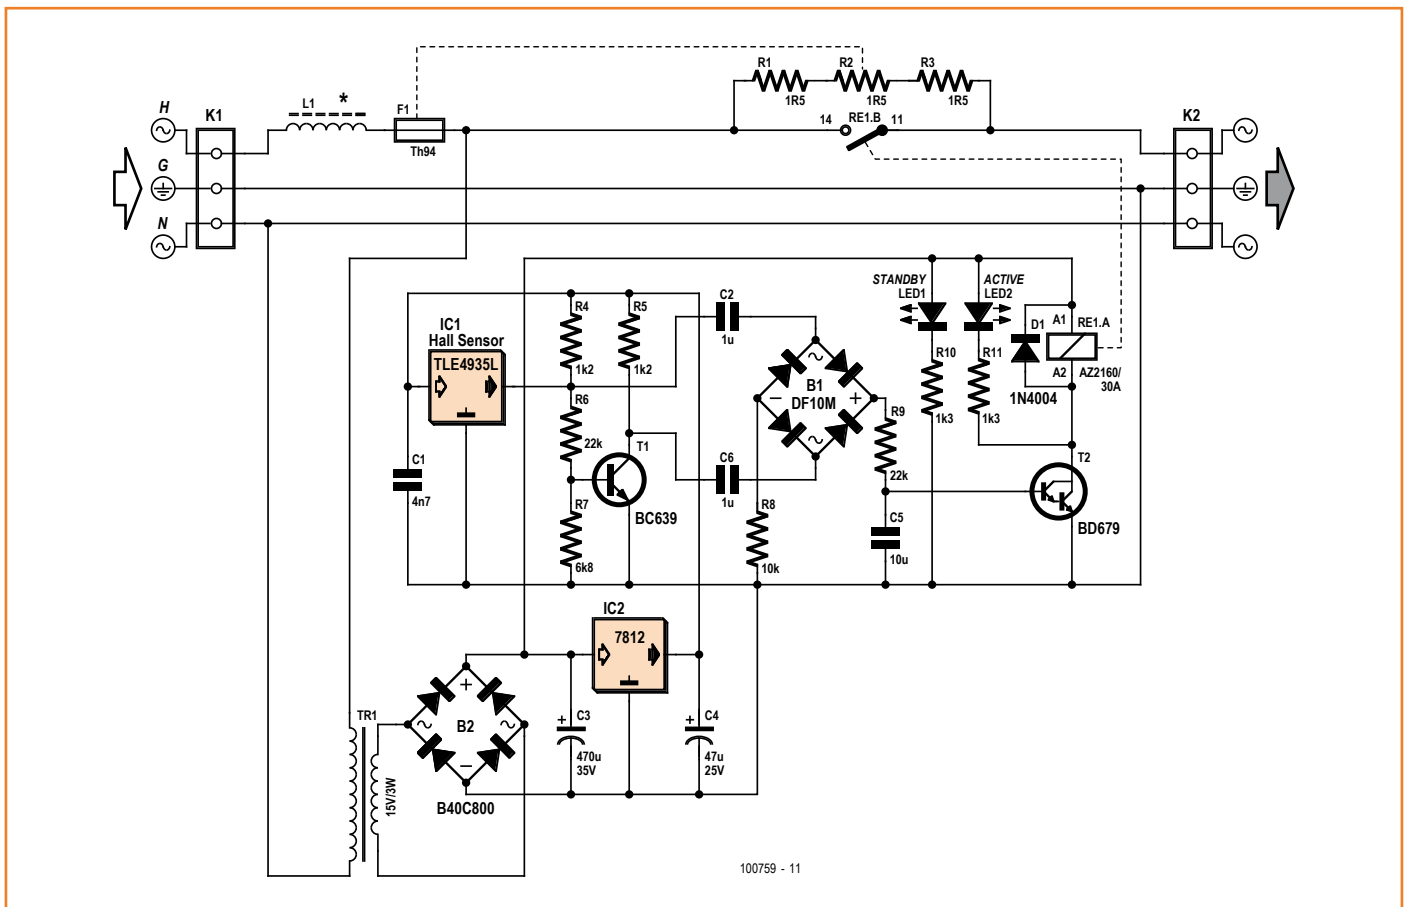 H
K1
L1
*
F1
Th94
R1
1R5
R2
1R5
R3
1R5
14
RE1.B
11
K2
G
N
STANDBY
LED1
ACTIVE
LED2
IC1
Hall Sensor
TLE4935L
R4
1k2
R5
1k2
C2
1u
D1
1N4004
A1
RE1.A
A2
AZ2160/
30A
B1
DF10M
−
+
R10
1k3
R11
1k3
R6
22k
R9
22k
C1
4n7
T1
BC639
C6
1u
T2
BD679
R7
6k8
R8
10k
C5
10u
IC2
7812
TR1
15V/3W
+
B2
−
B40C800
+
C3
470u
35V
+
C4
47u
25V
100759 - 11